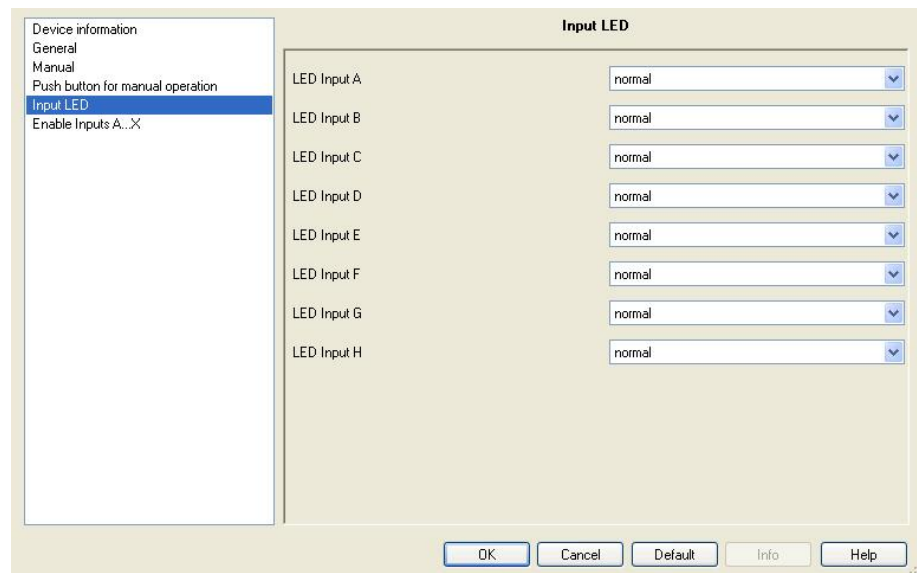 Device information
General
Manual
Push button for manual operation
Input LED
Enable Inputs A...X
Input LED
LED Input A normal
LED Input B normal
LED Input C normal
LED Input D normal
LED Input E normal
LED Input F normal
LED Input G normal
LED Input H normal
OK Cancel Default Info Help